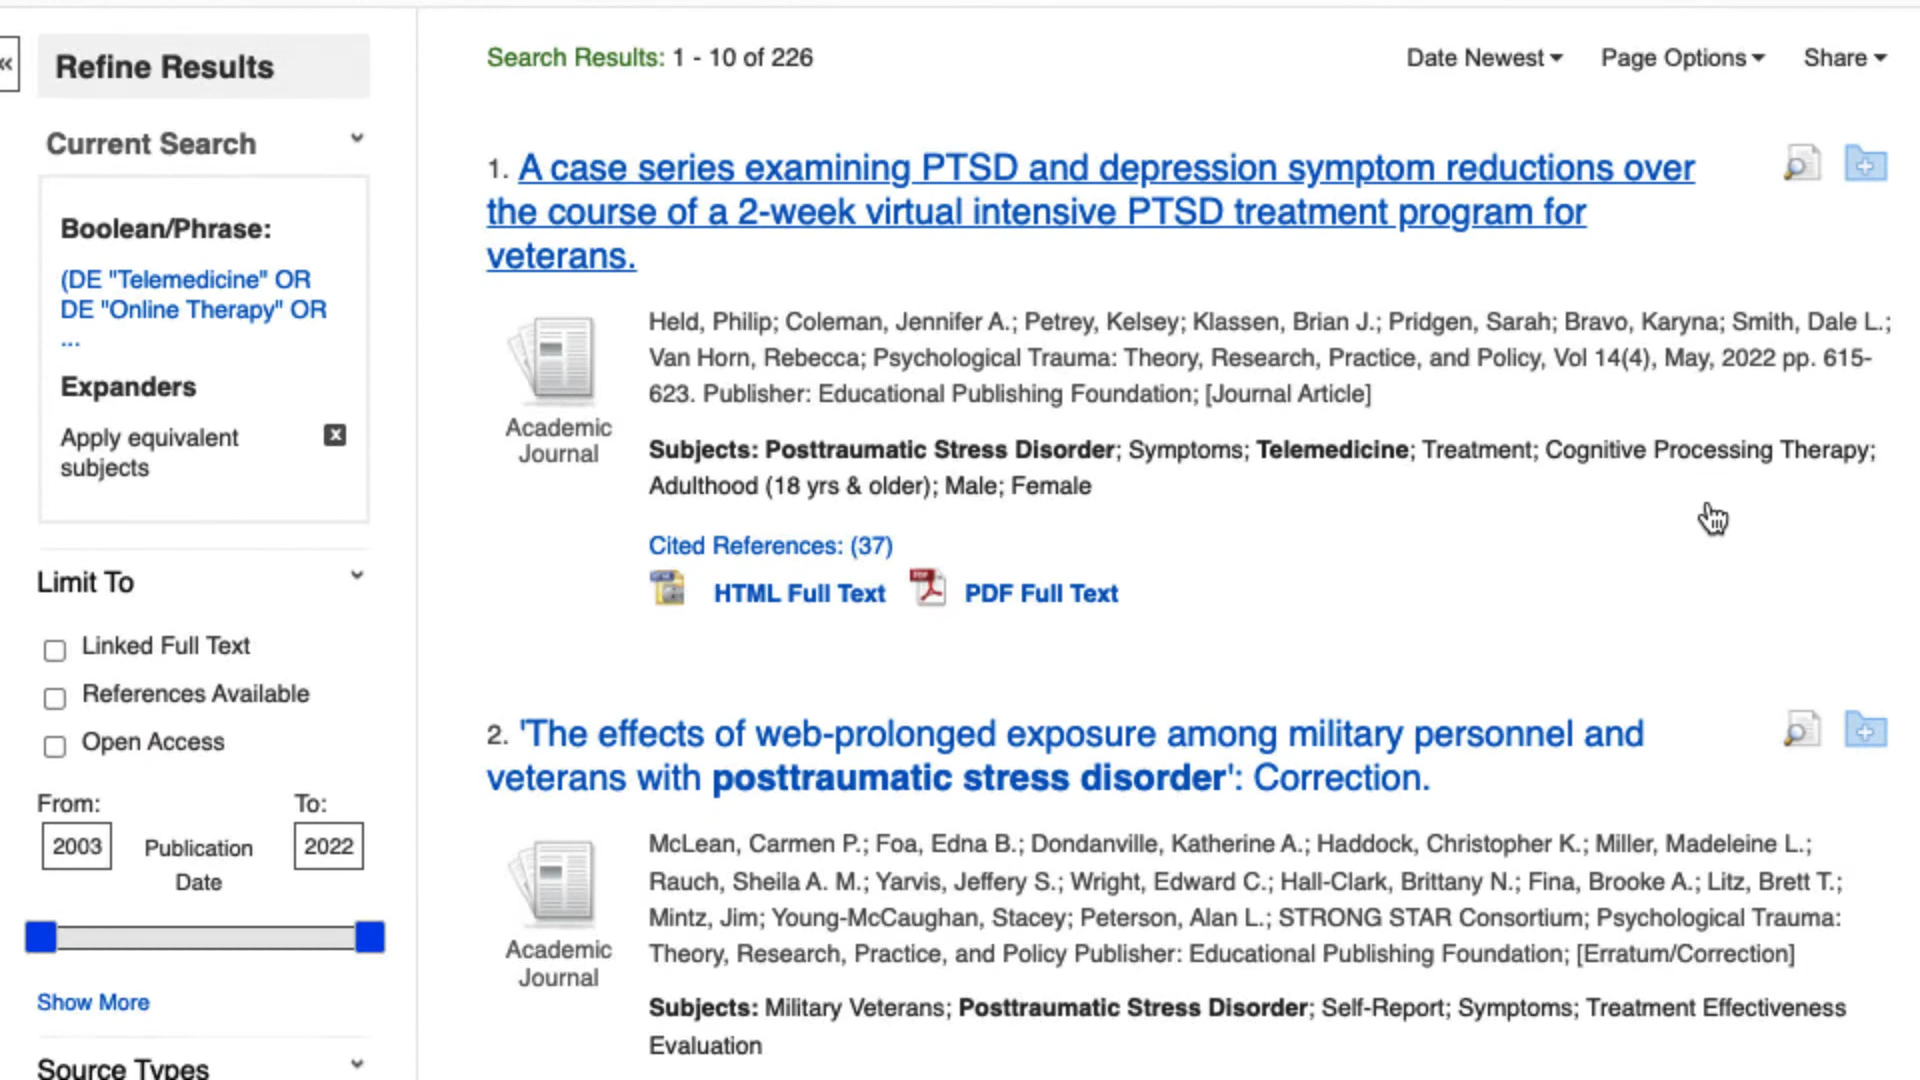 «
Refine Results
Current Search
Boolean/Phrase:
(DE "Telemedicine" OR
DE "Online Therapy" OR
...
Expanders
Apply equivalent
subjects
Limit To
Linked Full Text
References Available
Open Access
From:
To:
2003
Publication
Date
2022
Show More
Source Types
Search Results: 1 - 10 of 226
Date Newest
Page Options
Share
1. A case series examining PTSD and depression symptom reductions over
the course of a 2-week virtual intensive PTSD treatment program for
veterans.
Academic
Journal
Held, Philip; Coleman, Jennifer A.; Petrey, Kelsey; Klassen, Brian J.; Pridgen, Sarah; Bravo, Karyna; Smith, Dale L.;
Van Horn, Rebecca; Psychological Trauma: Theory, Research, Practice, and Policy, Vol 14(4), May, 2022 pp. 615-
623. Publisher: Educational Publishing Foundation; [Journal Article]
Subjects: Posttraumatic Stress Disorder; Symptoms; Telemedicine; Treatment; Cognitive Processing Therapy;
Adulthood (18 yrs & older); Male; Female
Cited References: (37)
HTML Full Text
PDF Full Text
2. 'The effects of web-prolonged exposure among military personnel and
veterans with posttraumatic stress disorder': Correction.
Academic
Journal
McLean, Carmen P.; Foa, Edna B.; Dondanville, Katherine A.; Haddock, Christopher K.; Miller, Madeleine L.;
Rauch, Sheila A. M.; Yarvis, Jeffery S.; Wright, Edward C.; Hall-Clark, Brittany N.; Fina, Brooke A.; Litz, Brett T.;
Mintz, Jim; Young-McCaughan, Stacey; Peterson, Alan L.; STRONG STAR Consortium; Psychological Trauma:
Theory, Research, Practice, and Policy Publisher: Educational Publishing Foundation; [Erratum/Correction]
Subjects: Military Veterans; Posttraumatic Stress Disorder; Self-Report; Symptoms; Treatment Effectiveness
Evaluation